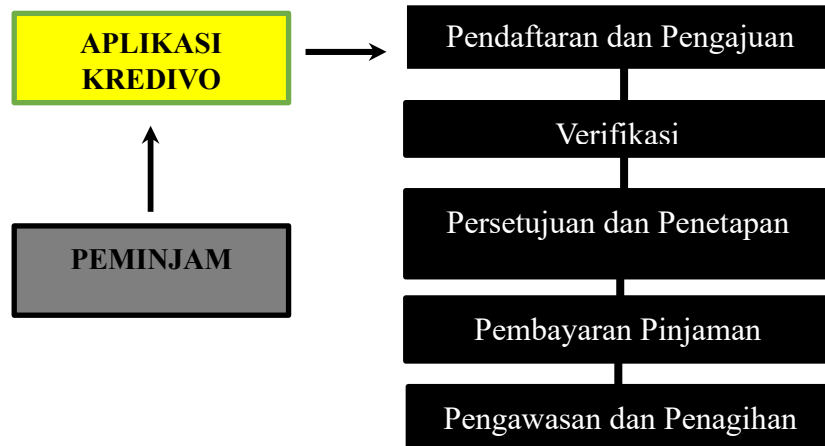 APLIKASI
KREDIVO
PEMINJAM
Pendaftaran dan Pengajuan
Verifikasi
Persetujuan dan Penetapan
Pembayaran Pinjaman
Pengawasan dan Penagihan